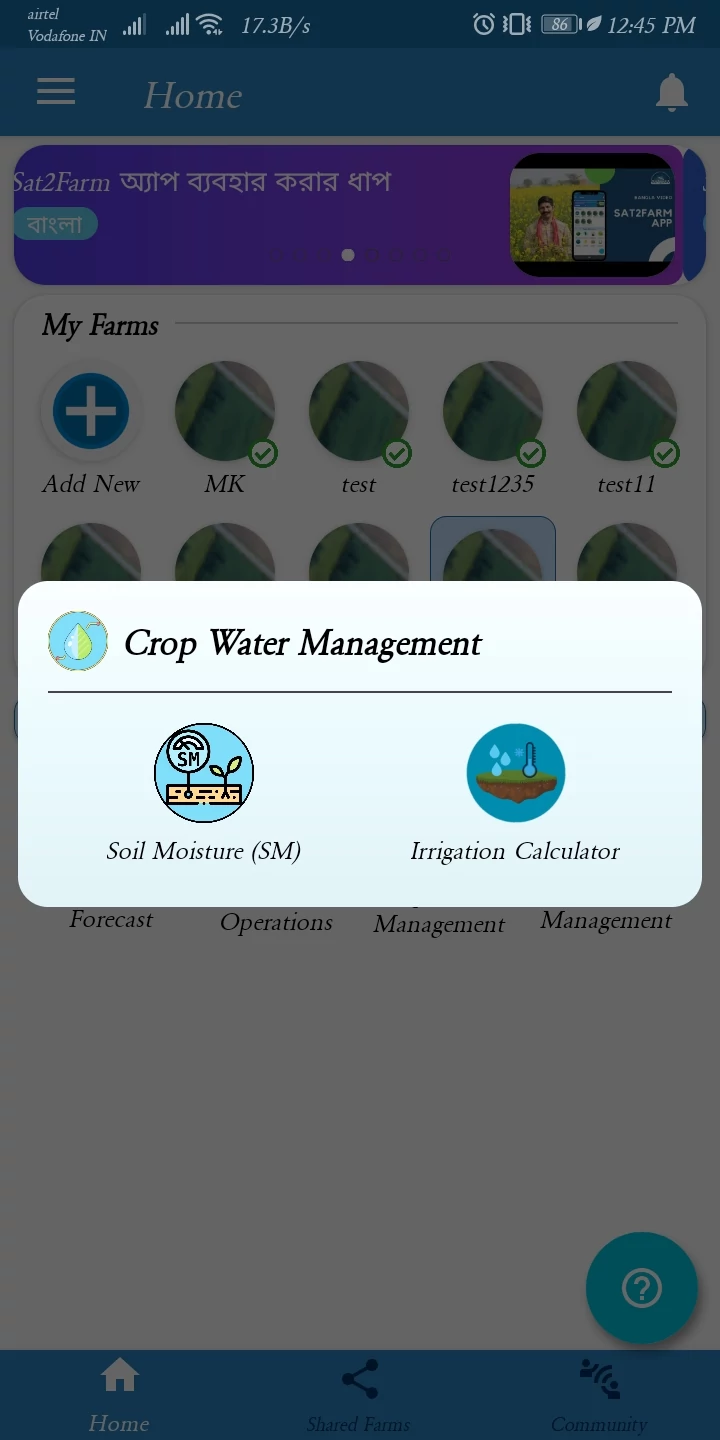 airtel
Vodafone IN
17.3B/s
86
12:45 PM
Home
Sat2Farm অ্যাপ ব্যবহার করার ধাপ
বাংলা
BANGLA VIDEO
SAT2FARM
APP
My Farms
Add New
MK
test
test1235
test11
Crop Water Management
SM
Soil Moisture (SM)
Irrigation Calculator
Forecast
Operations
Management
Management
Home
Shared Farms
Community